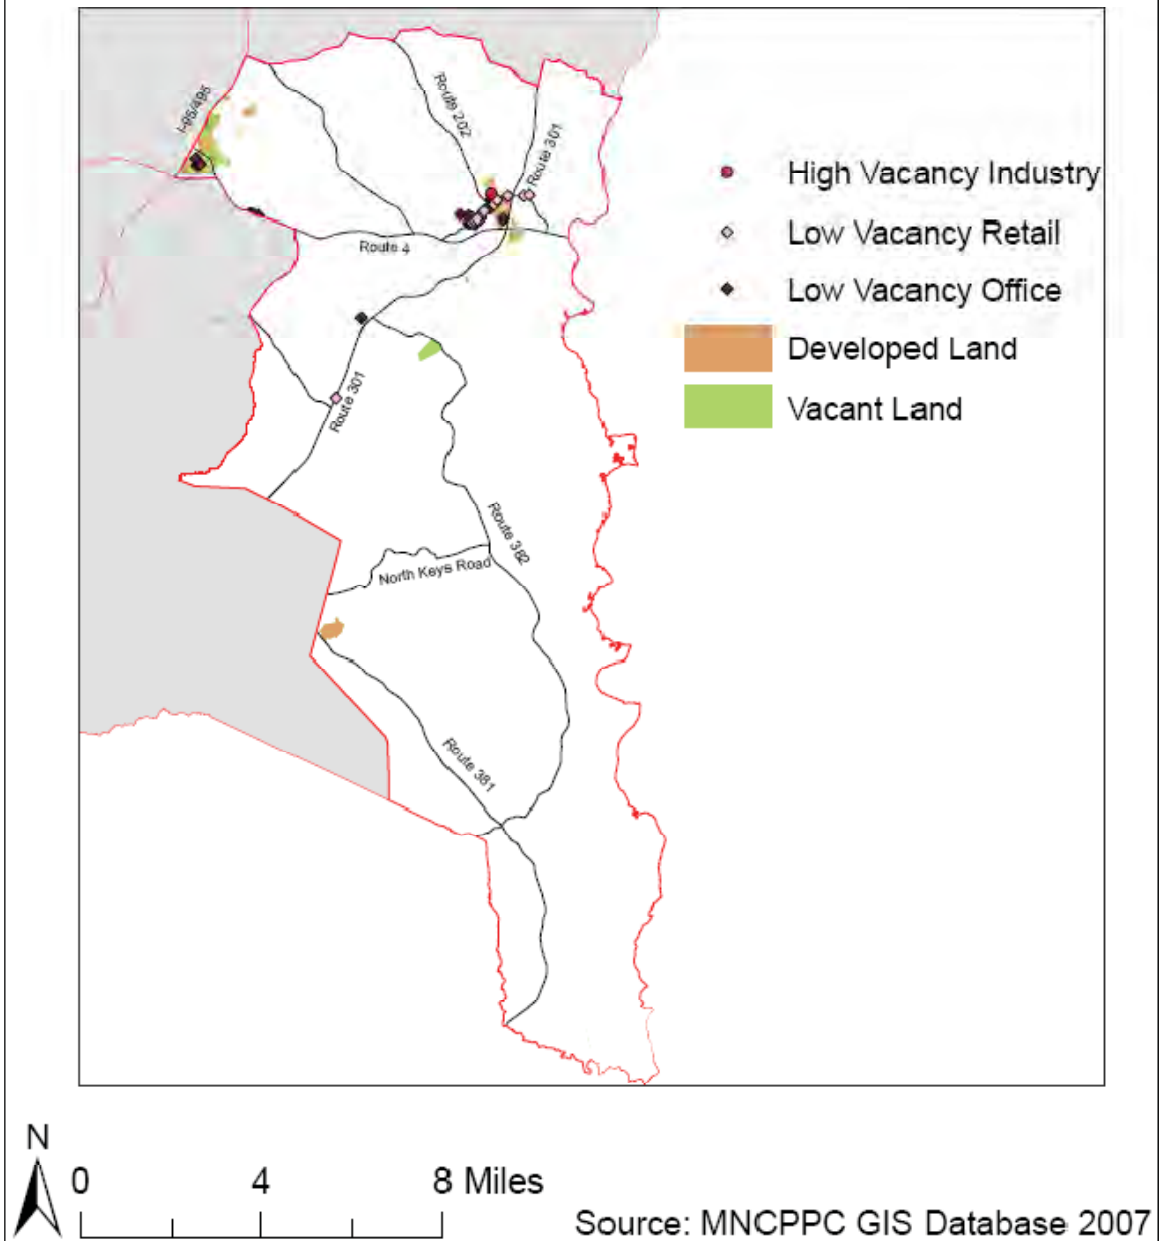 I-95/495
Route 202
Route 301
High Vacancy Industry
Low Vacancy Retail
Route 4
Low Vacancy Office
Developed Land
Route 301
Vacant Land
Route 382
North Keys Road
Route 381
N
0 4 8 Miles
Source: MNCPPC GIS Database 2007